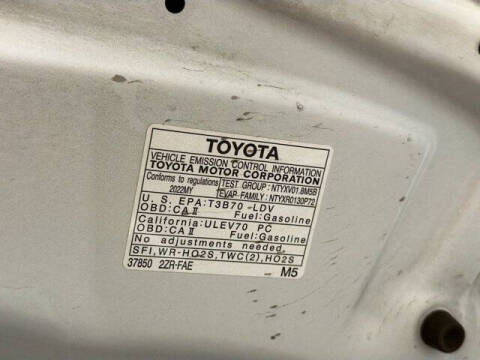 TOYOTA
VEHICLE EMISSION CONTROL INFORMATION
TOYOTA MOTOR CORPORATION
Conforms to regulations
2022MY
TEST GROUP : NTYXV01.8M5B
EVAP-FAMILY : NTYXR0130P72
U.S. EPA:T3B70 LDV
OBD:CA II Fuel:Gasoline
California:ULEV70 PC
OBD:CA II Fuel:Gasoline
No adjustments needed.
SFI,WR-HO2S,TWC(2),HO2S
37850 2ZR-FAE M5